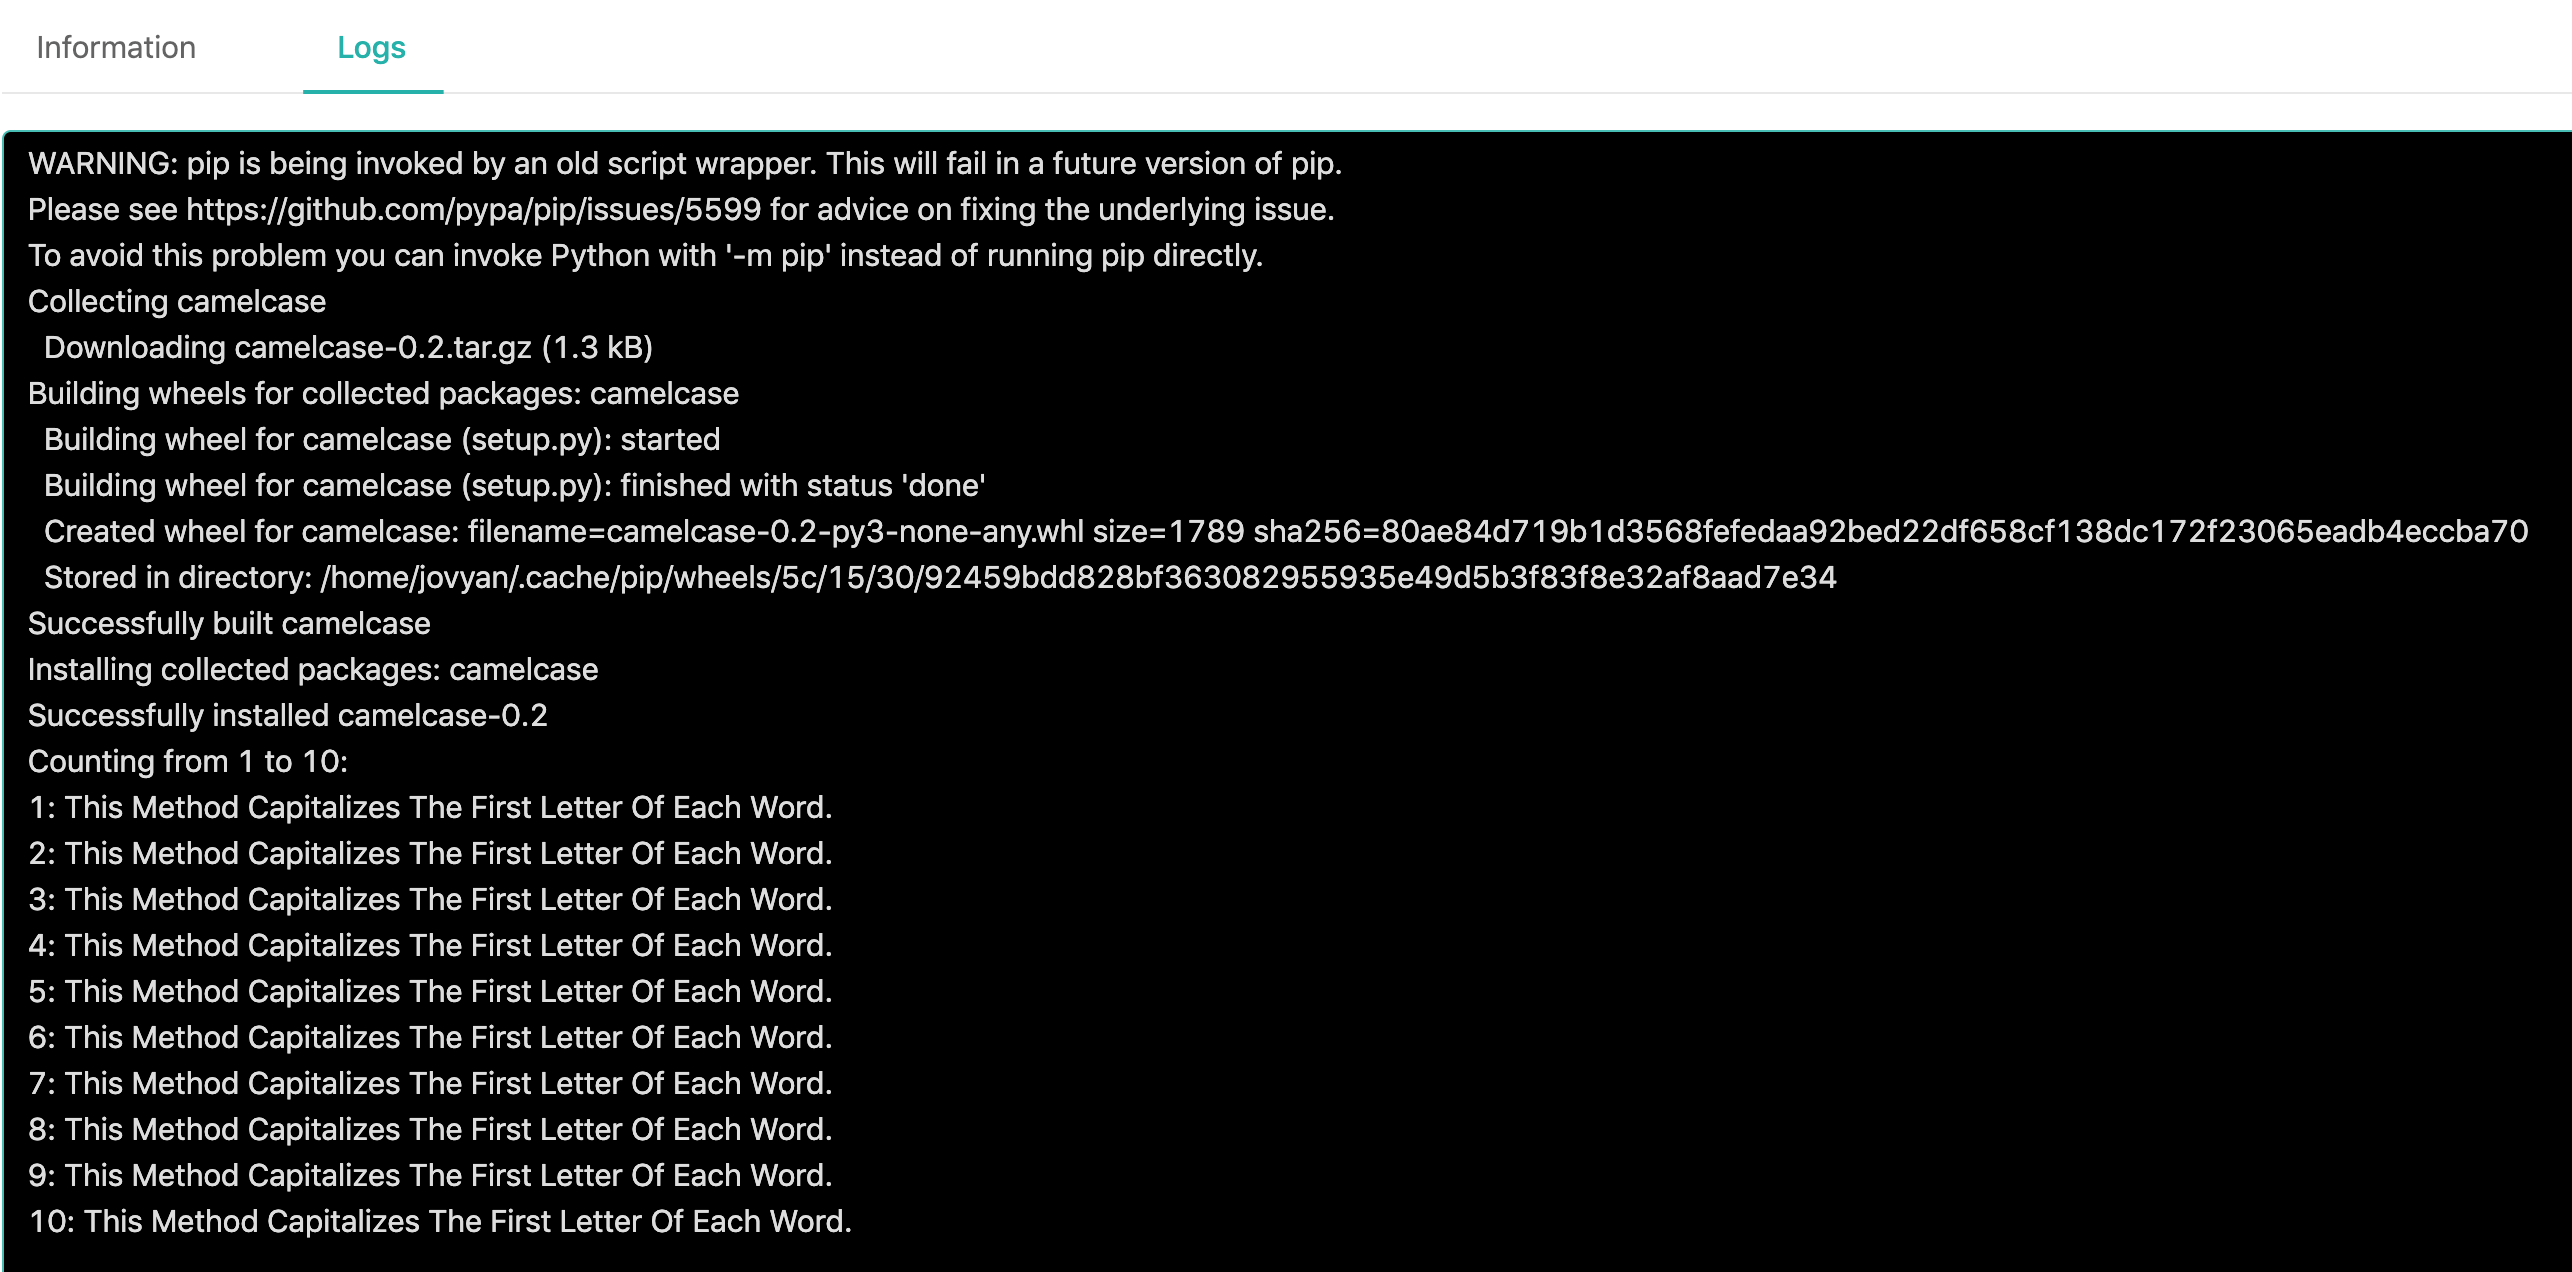 Information
Logs
WARNING: pip is being invoked by an old script wrapper. This will fail in a future version of pip.
Please see https://github.com/pypa/pip/issues/5599 for advice on fixing the underlying issue.
To avoid this problem you can invoke Python with '-m pip' instead of running pip directly.
Collecting camelcase
  Downloading camelcase-0.2.tar.gz (1.3 kB)
Building wheels for collected packages: camelcase
  Building wheel for camelcase (setup.py): started
  Building wheel for camelcase (setup.py): finished with status 'done'
  Created wheel for camelcase: filename=camelcase-0.2-py3-none-any.whl size=1789 sha256=80ae84d719b1d3568fefedaa92bed22df658cf138dc172f23065eadb4eccba70
  Stored in directory: /home/jovyan/.cache/pip/wheels/5c/15/30/92459bdd828bf363082955935e49d5b3f83f8e32af8aad7e34
Successfully built camelcase
Installing collected packages: camelcase
Successfully installed camelcase-0.2
Counting from 1 to 10:
1: This Method Capitalizes The First Letter Of Each Word.
2: This Method Capitalizes The First Letter Of Each Word.
3: This Method Capitalizes The First Letter Of Each Word.
4: This Method Capitalizes The First Letter Of Each Word.
5: This Method Capitalizes The First Letter Of Each Word.
6: This Method Capitalizes The First Letter Of Each Word.
7: This Method Capitalizes The First Letter Of Each Word.
8: This Method Capitalizes The First Letter Of Each Word.
9: This Method Capitalizes The First Letter Of Each Word.
10: This Method Capitalizes The First Letter Of Each Word.